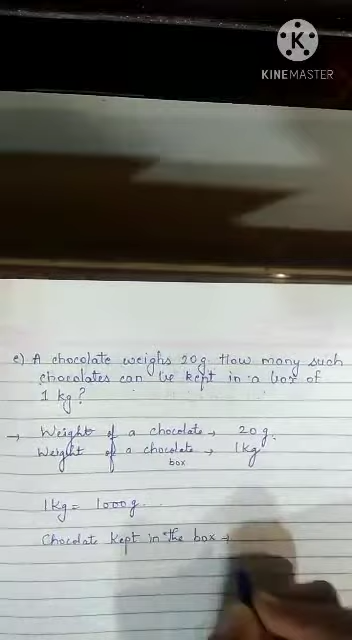 K
KINEMASTER
e) A chocolate weighs 20g. How many such
chocolates can be kept in a box of
1 kg?
→ Weight of a chocolate → 20g.
Weight of a chocolate → 1kg
box
1kg = 1000g.
Chocolate kept in the box →